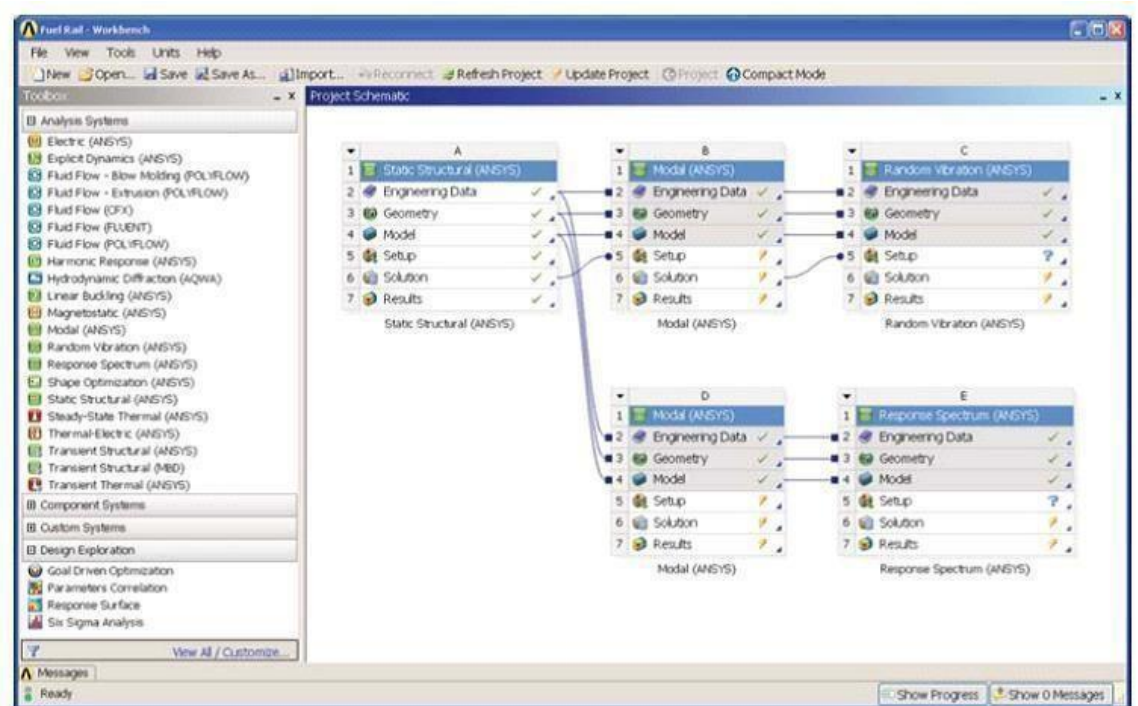 Fuel Rail - Workbench
File View Tools Units Help
New Open... Save Save As... Import... Reconnect Refresh Project Update Project Project Compact Mode
Toolbox
Analysis Systems
Electric (ANSYS)
Explicit Dynamics (ANSYS)
Fluid Flow - Blow Molding (POLYFLOW)
Fluid Flow - Extrusion (POLYFLOW)
Fluid Flow (CFX)
Fluid Flow (FLUENT)
Fluid Flow (POLYFLOW)
Harmonic Response (ANSYS)
Hydrodynamic Diffraction (AQWA)
Linear Buckling (ANSYS)
Magnetostatic (ANSYS)
Modal (ANSYS)
Random Vibration (ANSYS)
Response Spectrum (ANSYS)
Shape Optimization (ANSYS)
Static Structural (ANSYS)
Steady-State Thermal (ANSYS)
Thermal-Electric (ANSYS)
Transient Structural (ANSYS)
Transient Structural (MBD)
Transient Thermal (ANSYS)
Component Systems
Custom Systems
Design Exploration
Goal Driven Optimization
Parameters Correlation
Response Surface
Six Sigma Analysis
View All / Customize...
Project Schematic
A
1 Static Structural (ANSYS)
2 Engineering Data
3 Geometry
4 Model
5 Setup
6 Solution
7 Results
Static Structural (ANSYS)
B
1 Modal (ANSYS)
2 Engineering Data
3 Geometry
4 Model
5 Setup
6 Solution
7 Results
Modal (ANSYS)
C
1 Random Vibration (ANSYS)
2 Engineering Data
3 Geometry
4 Model
5 Setup ?
6 Solution
7 Results
Random Vibration (ANSYS)
D
1 Modal (ANSYS)
2 Engineering Data
3 Geometry
4 Model
5 Setup
6 Solution
7 Results
Modal (ANSYS)
E
1 Response Spectrum (ANSYS)
2 Engineering Data
3 Geometry
4 Model
5 Setup ?
6 Solution
7 Results
Response Spectrum (ANSYS)
Messages
Ready
Show Progress Show 0 Messages